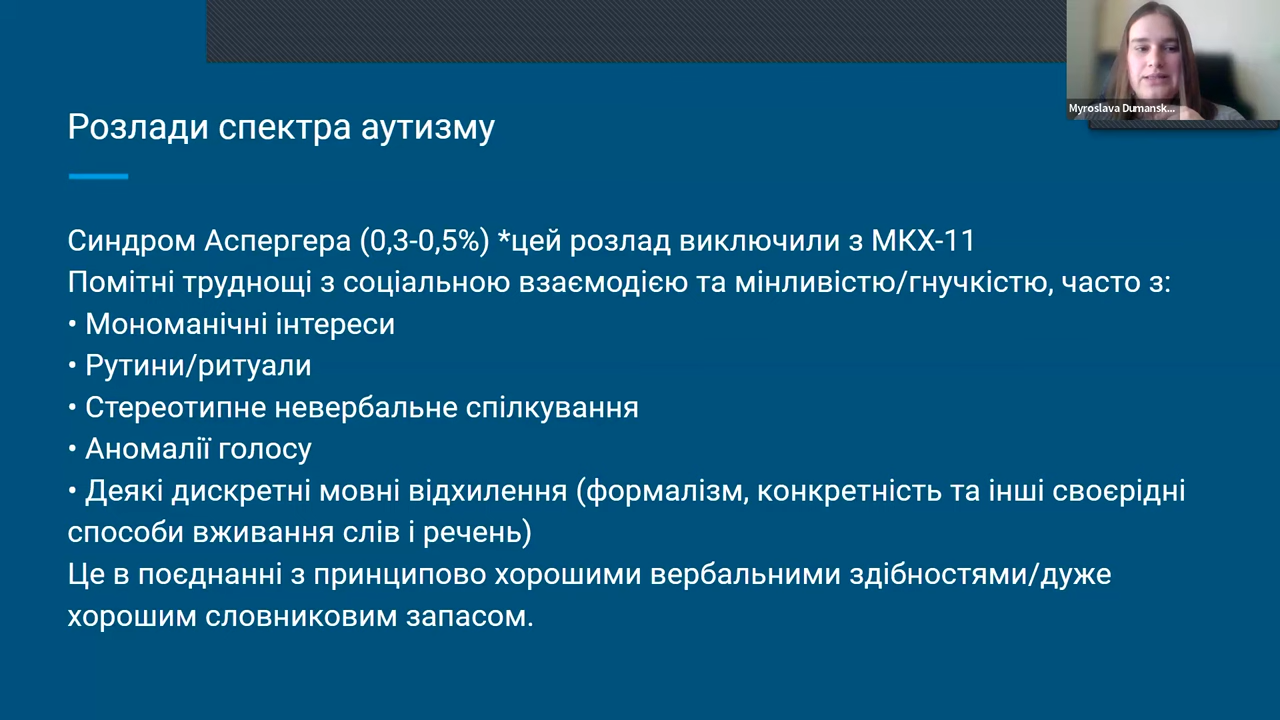 Myroslava Dumansk...
Розлади спектра аутизму
Синдром Аспергера (0,3-0,5%) *цей розлад виключили з МКХ-11
Помітні труднощі з соціальною взаємодією та мінливістю/гнучкістю, часто з:
• Мономанічні інтереси
• Рутини/ритуали
• Стереотипне невербальне спілкування
• Аномалії голосу
• Деякі дискретні мовні відхилення (формалізм, конкретність та інші своєрідні
способи вживання слів і речень)
Це в поєднанні з принципово хорошими вербальними здібностями/дуже
хорошим словниковим запасом.